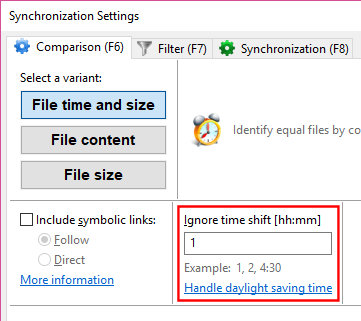 Synchronization Settings
Comparison (F6)
Filter (F7)
Synchronization (F8)
Select a variant:
File time and size
File content
File size
Identify equal files by co
Include symbolic links:
Follow
Direct
More information
Ignore time shift [hh:mm]
1
Example: 1, 2, 4:30
Handle daylight saving time